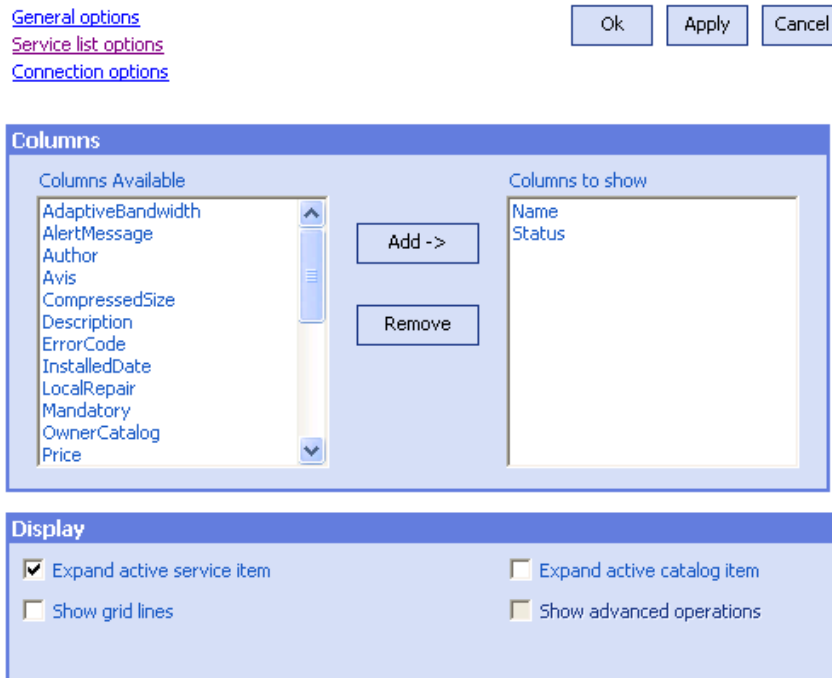 General options
Service list options
Connection options
Ok
Apply
Cancel
Columns
Columns Available
AdaptiveBandwidth
AlertMessage
Author
Avis
CompressedSize
Description
ErrorCode
InstalledDate
LocalRepair
Mandatory
OwnerCatalog
Price
Add ->
Remove
Columns to show
Name
Status
Display
Expand active service item
Expand active catalog item
Show grid lines
Show advanced operations